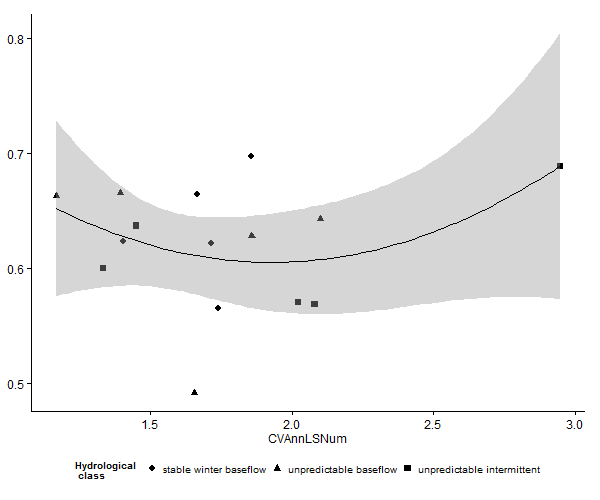 0.8
0.7
0.6
0.5
1.5 2.0 2.5 3.0
CVAnnLSNum
Hydrological class
stable winter baseflow unpredictable baseflow unpredictable intermittent